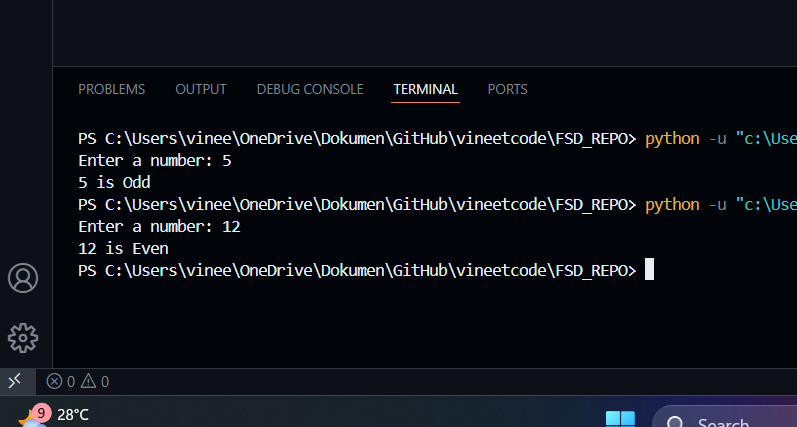 PROBLEMS OUTPUT DEBUG CONSOLE TERMINAL PORTS
PS C:\Users\vinee\OneDrive\Dokumen\GitHub\vineetcode\FSD_REPO> python -u "c:\Use
Enter a number: 5
5 is Odd
PS C:\Users\vinee\OneDrive\Dokumen\GitHub\vineetcode\FSD_REPO> python -u "c:\Use
Enter a number: 12
12 is Even
PS C:\Users\vinee\OneDrive\Dokumen\GitHub\vineetcode\FSD_REPO>
0 0
9 28°C
Search